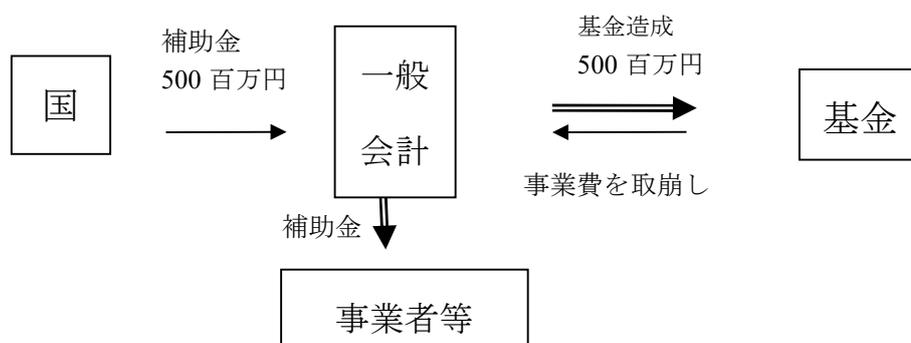 国
補助金
500 百万円
一般
会計
基金造成
500 百万円
事業費を取崩し
基金
補助金
事業者等